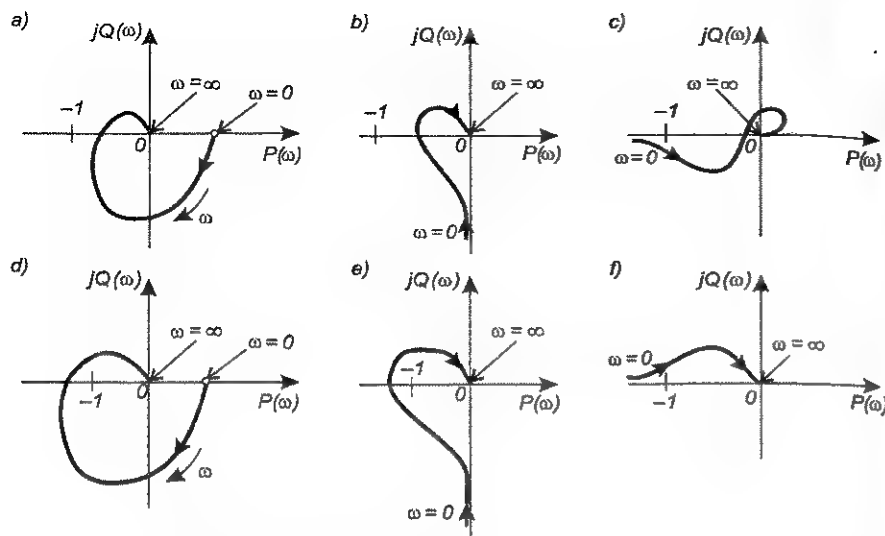 a)
jQ(ω)
ω = ∞
ω = 0
–1
0
P(ω)
ω
b)
jQ(ω)
ω = ∞
–1
0
P(ω)
ω = 0
c)
jQ(ω)
ω = ∞
–1
0
P(ω)
ω = 0
d)
jQ(ω)
ω = ∞
ω = 0
–1
0
P(ω)
ω
e)
jQ(ω)
ω = ∞
–1
0
P(ω)
ω = 0
f)
jQ(ω)
ω = 0
ω = ∞
–1
0
P(ω)